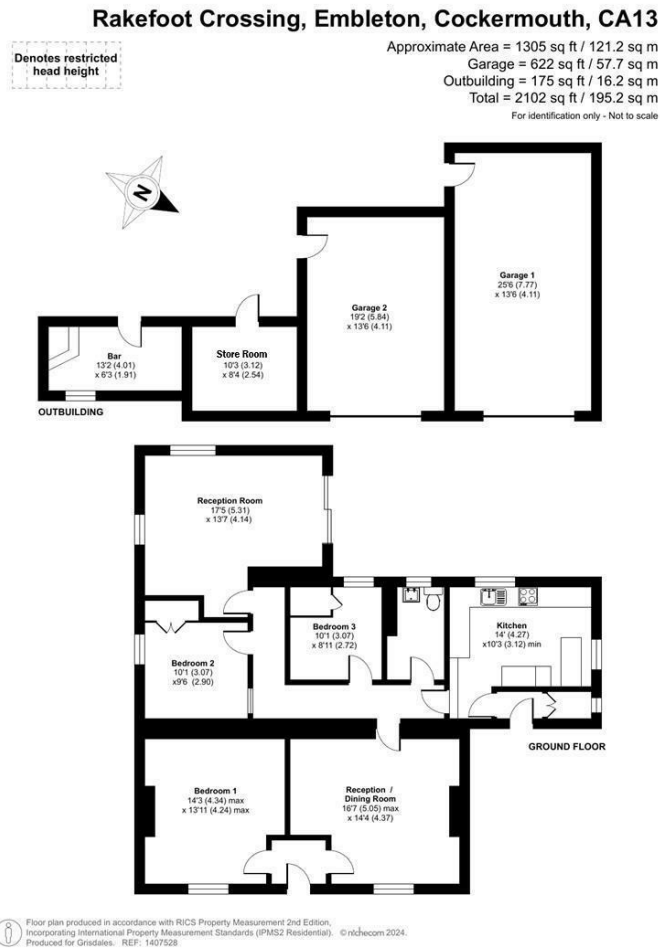 Rakefoot Crossing, Embleton, Cockermouth, CA13
Denotes restricted
head height
Approximate Area = 1305 sq ft / 121.2 sq m
Garage = 622 sq ft / 57.7 sq m
Outbuilding = 175 sq ft / 16.2 sq m
Total = 2102 sq ft / 195.2 sq m
For identification only - Not to scale
N
Garage 1
25'6 (7.77)
x 13'6 (4.11)
Garage 2
19'2 (5.84)
x 13'6 (4.11)
Bar
13'2 (4.01)
x 6'3 (1.91)
Store Room
10'3 (3.12)
x 8'4 (2.54)
OUTBUILDING
Reception Room
17'5 (5.31)
x 13'7 (4.14)
Bedroom 3
10'1 (3.07)
x 8'11 (2.72)
Kitchen
14' (4.27)
x10'3 (3.12) min
Bedroom 2
10'1 (3.07)
x9'6 (2.90)
GROUND FLOOR
Bedroom 1
14'3 (4.34) max
x 13'11 (4.24) max
Reception /
Dining Room
16'7 (5.05) max
x 14'4 (4.37)
Floor plan produced in accordance with RICS Property Measurement 2nd Edition,
Incorporating International Property Measurement Standards (IPMS2 Residential). © nichecom 2024.
Produced for Grisdales. REF: 1407528